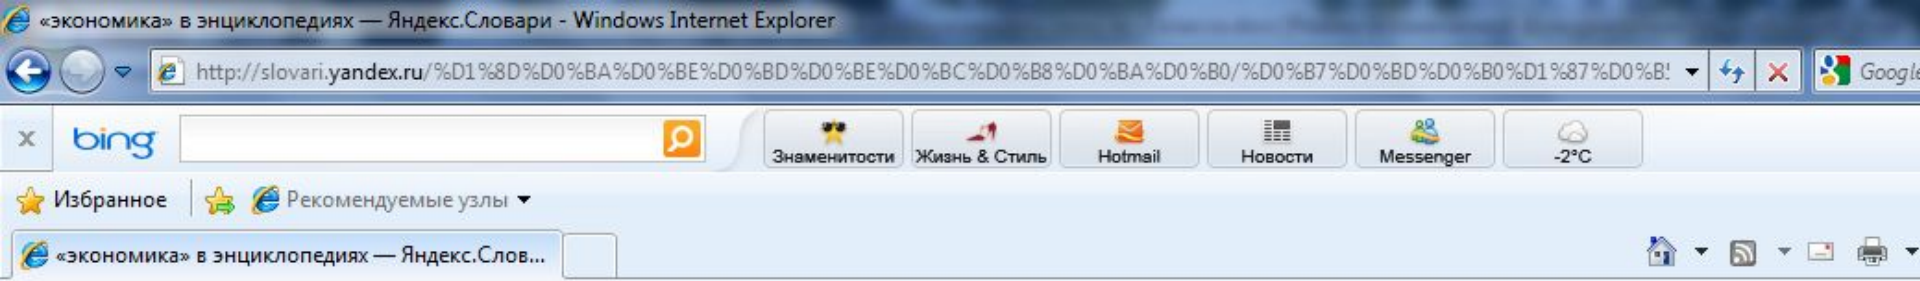 «экономика» в энциклопедиях — Яндекс.Словари - Windows Internet Explorer
http://slovari.yandex.ru/%D1%8D%D0%BA%D0%BE%D0%BD%D0%BE%D0%BC%D0%B8%D0%BA%D0%B0/%D0%B7%D0%BD%D0%B0%D1%87%D0%B! Google
x bing Знаменитости Жизнь & Стиль Hotmail Новости Messenger -2°C
Избранное Рекомендуемые узлы
«экономика» в энциклопедиях — Яндекс.Слов...